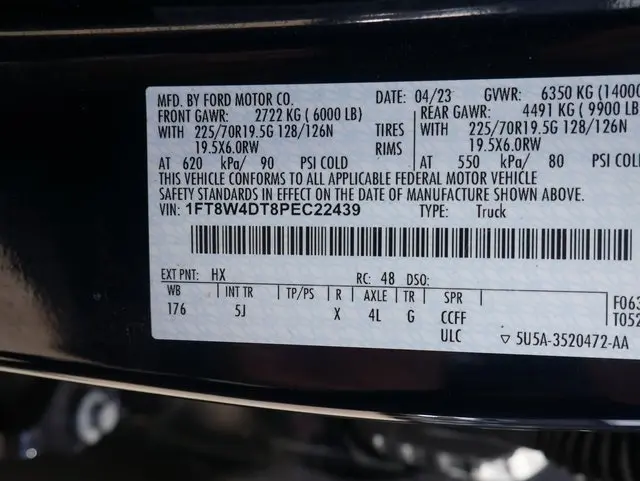 MFD. BY FORD MOTOR CO. DATE: 04/23 GVWR: 6350 KG (14000
FRONT GAWR: 2722 KG ( 6000 LB) REAR GAWR: 4491 KG ( 9900 LB)
WITH 225/70R19.5G 128/126N TIRES WITH 225/70R19.5G 128/126N
19.5X6.0RW RIMS 19.5X6.0RW
AT 620 kPa/ 90 PSI COLD AT 550 kPa/ 80 PSI COL
THIS VEHICLE CONFORMS TO ALL APPLICABLE FEDERAL MOTOR VEHICLE
SAFETY STANDARDS IN EFFECT ON THE DATE OF MANUFACTURE SHOWN ABOVE.
VIN: 1FT8W4DT8PEC22439 TYPE: Truck
EXT PNT: HX RC: 48 DSO:
WB INT TR TP/PS R AXLE TR SPR F063
176 5J X 4L G CCFF T052
ULC ▽ 5U5A-3520472-AA